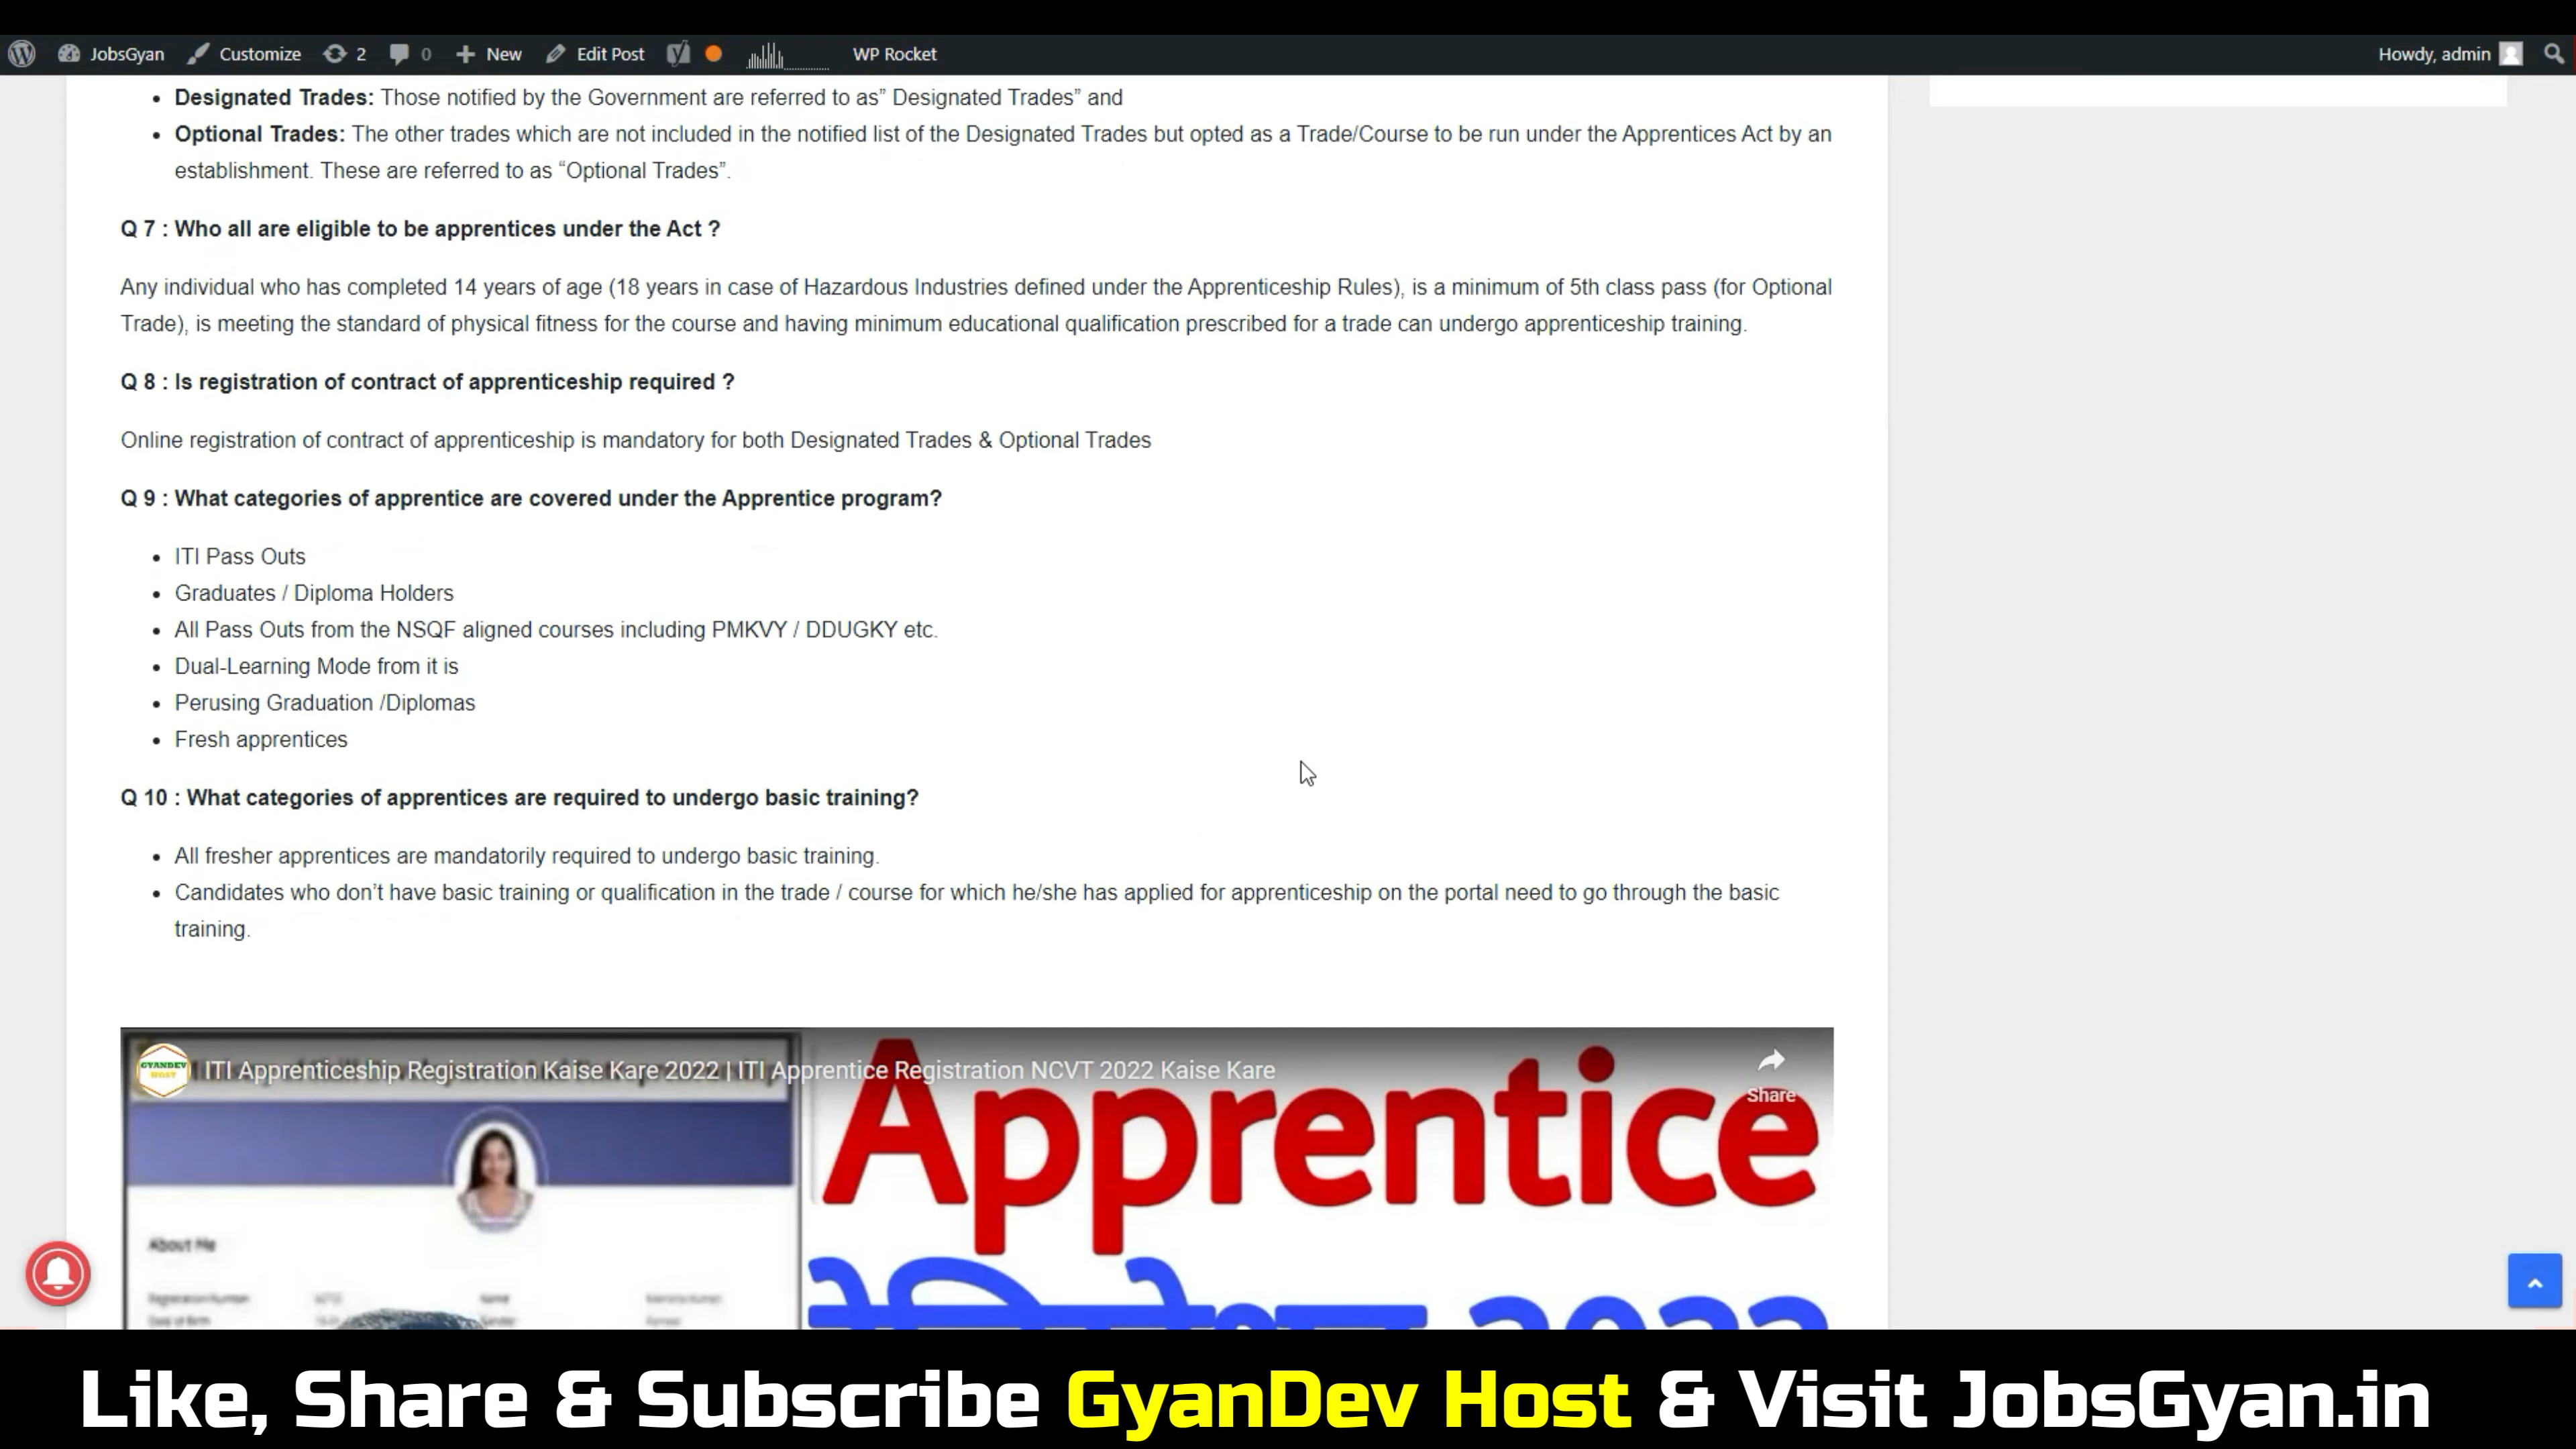 JobsGyan Customize 2 0 New Edit Post WP Rocket Howdy, admin
• Designated Trades: Those notified by the Government are referred to as” Designated Trades” and
• Optional Trades: The other trades which are not included in the notified list of the Designated Trades but opted as a Trade/Course to be run under the Apprentices Act by an
establishment. These are referred to as “Optional Trades”.
Q 7 : Who all are eligible to be apprentices under the Act ?
Any individual who has completed 14 years of age (18 years in case of Hazardous Industries defined under the Apprenticeship Rules), is a minimum of 5th class pass (for Optional
Trade), is meeting the standard of physical fitness for the course and having minimum educational qualification prescribed for a trade can undergo apprenticeship training.
Q 8 : Is registration of contract of apprenticeship required ?
Online registration of contract of apprenticeship is mandatory for both Designated Trades & Optional Trades
Q 9 : What categories of apprentice are covered under the Apprentice program?
• ITI Pass Outs
• Graduates / Diploma Holders
• All Pass Outs from the NSQF aligned courses including PMKVY / DDUGKY etc.
• Dual-Learning Mode from it is
• Perusing Graduation /Diplomas
• Fresh apprentices
Q 10 : What categories of apprentices are required to undergo basic training?
• All fresher apprentices are mandatorily required to undergo basic training.
• Candidates who don’t have basic training or qualification in the trade / course for which he/she has applied for apprenticeship on the portal need to go through the basic
training.
GYANDEV HOST
ITI Apprenticeship Registration Kaise Kare 2022 | ITI Apprentice Registration NCVT 2022 Kaise Kare
Share
Apprentice
About Me
Like, Share & Subscribe GyanDev Host & Visit JobsGyan.in